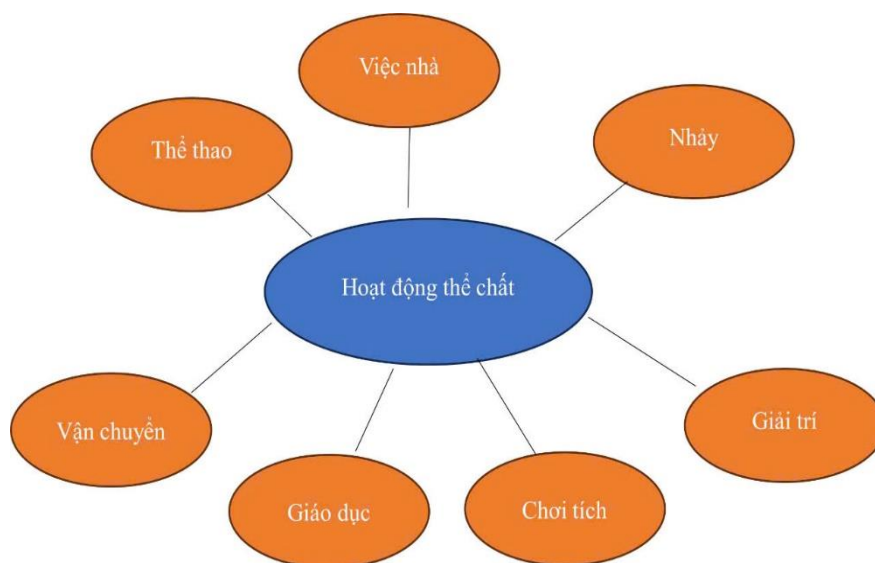 Việc nhà
Thể thao
Nhảy
Hoạt động thể chất
Vận chuyển
Giải trí
Giáo dục
Chơi tích